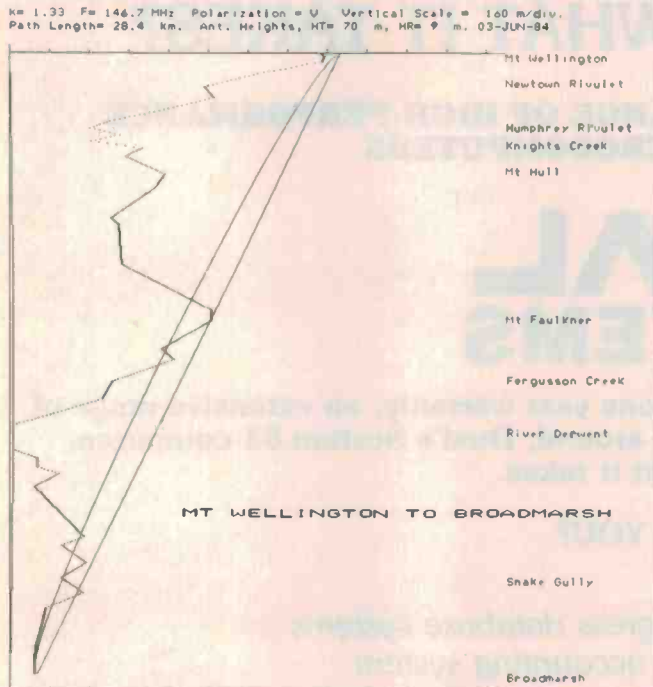 K= 1.33 F= 146.7 MHz Polarization = V Vertical Scale = 160 m/div.
Path Length= 28.4 km. Ant. Heights, HT= 70 m, HR= 9 m. 03-JUN-84
Mt Wellington
Newtown Rivulet
Humphrey Rivulet
Knights Creek
Mt Hull
Mt Faulkner
Fergusson Creek
River Derwent
MT WELLINGTON TO BROADMARSH
Snake Gully
Broadmarsh